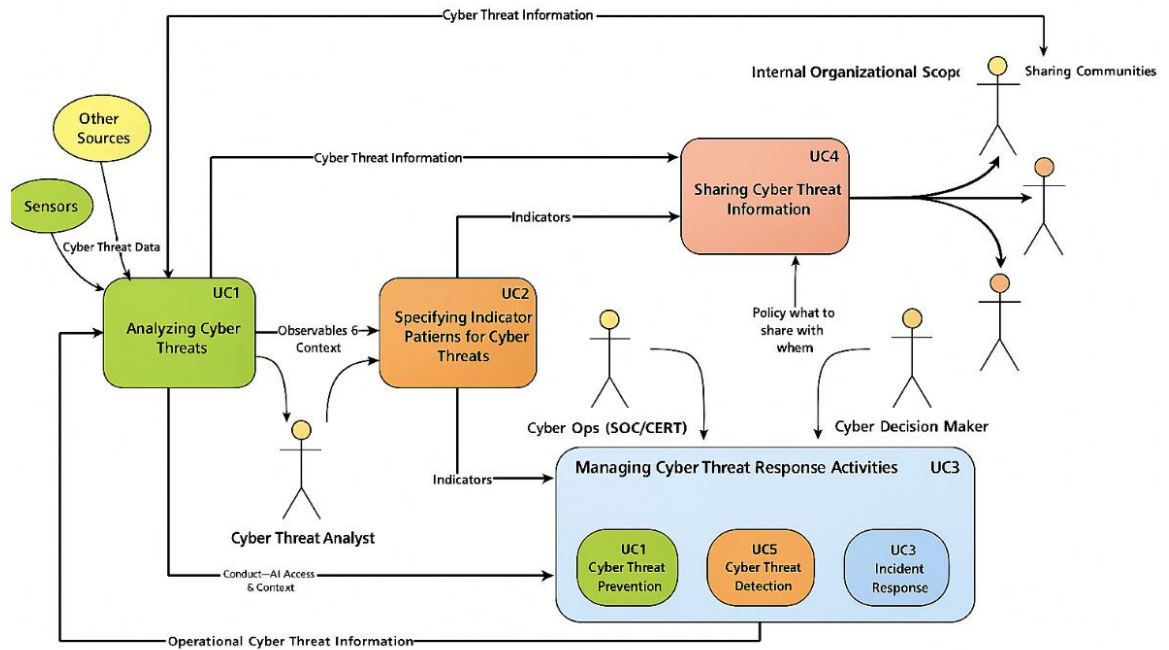 Cyber Threat Information
Internal Organizational Scope
Sharing Communities
Other
Sources
Cyber Threat Information
UC4
Sharing Cyber Threat
Information
Sensors
Indicators
Cyber Threat Data
UC1
Analyzing Cyber
Threats
Observables 6
Context
UC2
Specifying Indicator
Patirns for Cyber
Threats
Policy what to
share with
whem
Cyber Ops (SOC/CERT)
Cyber Decision Maker
Managing Cyber Threat Response Activities
UC3
Indicators
Cyber Threat Analyst
UC1
Cyber Threat
Prevention
UC5
Cyber Threat
Detection
UC3
Incident
Response
Conduct—AI Access
& Context
Operational Cyber Threat Information